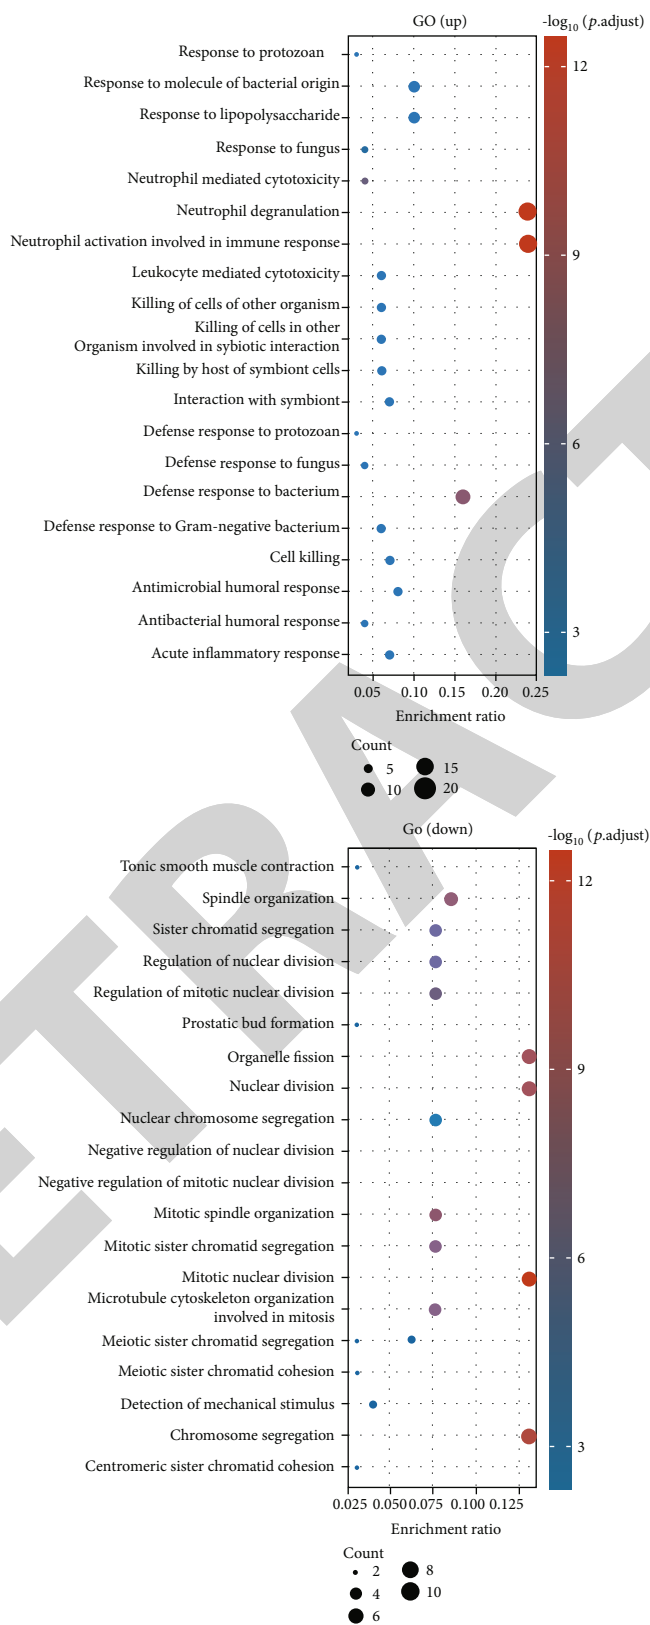 GO (up)
-log10 (p.adjust)
Response to protozoan
Response to molecule of bacterial origin
Response to lipopolysaccharide
Response to fungus
Neutrophil mediated cytotoxicity
Neutrophil degranulation
Neutrophil activation involved in immune response
Leukocyte mediated cytotoxicity
Killing of cells of other organism
Killing of cells in other
Organism involved in sybiotic interaction
Killing by host of symbiont cells
Interaction with symbiont
Defense response to protozoan
Defense response to fungus
Defense response to bacterium
Defense response to Gram-negative bacterium
Cell killing
Antimicrobial humoral response
Antibacterial humoral response
Acute inflammatory response
12
9
6
3
0.05 0.10 0.15 0.20 0.25
Enrichment ratio
Count
5 15
10 20
Go (down)
-log10 (p.adjust)
Tonic smooth muscle contraction
Spindle organization
Sister chromatid segregation
Regulation of nuclear division
Regulation of mitotic nuclear division
Prostatic bud formation
Organelle fission
Nuclear division
Nuclear chromosome segregation
Negative regulation of nuclear division
Negative regulation of mitotic nuclear division
Mitotic spindle organization
Mitotic sister chromatid segregation
Mitotic nuclear division
Microtubule cytoskeleton organization
involved in mitosis
Meiotic sister chromatid segregation
Meiotic sister chromatid cohesion
Detection of mechanical stimulus
Chromosome segregation
Centromeric sister chromatid cohesion
12
9
6
3
0.025 0.050 0.075 0.100 0.125
Enrichment ratio
Count
2 8
4 10
6
ETRAC